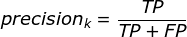 precision_k = TP / (TP + FP)